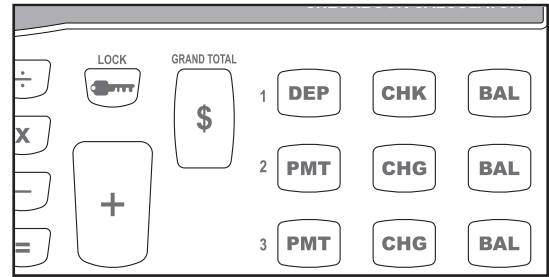 LOCK GRAND TOTAL
÷ 1 DEP CHK BAL
$
X
2 PMT CHG BAL
− +
= 3 PMT CHG BAL